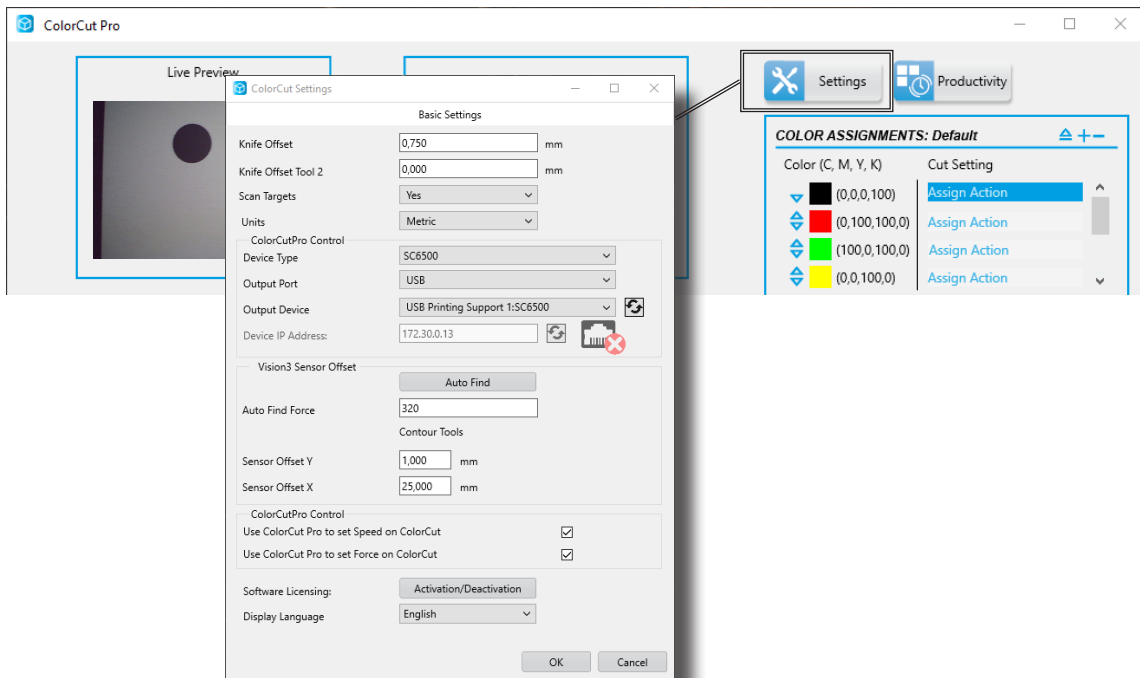 ColorCut Pro
Live Preview
Settings
Productivity
COLOR ASSIGNMENTS: Default
Color (C, M, Y, K) Cut Setting
(0,0,0,100) Assign Action
(0,100,100,0) Assign Action
(100,0,100,0) Assign Action
(0,0,100,0) Assign Action
ColorCut Settings
Basic Settings
Knife Offset 0,750 mm
Knife Offset Tool 2 0,000 mm
Scan Targets Yes
Units Metric
ColorCutPro Control
Device Type SC6500
Output Port USB
Output Device USB Printing Support 1:SC6500
Device IP Address: 172.30.0.13
Vision3 Sensor Offset
Auto Find
Auto Find Force 320
Contour Tools
Sensor Offset Y 1,000 mm
Sensor Offset X 25,000 mm
ColorCutPro Control
Use ColorCut Pro to set Speed on ColorCut
Use ColorCut Pro to set Force on ColorCut
Software Licensing: Activation/Deactivation
Display Language English
OK Cancel